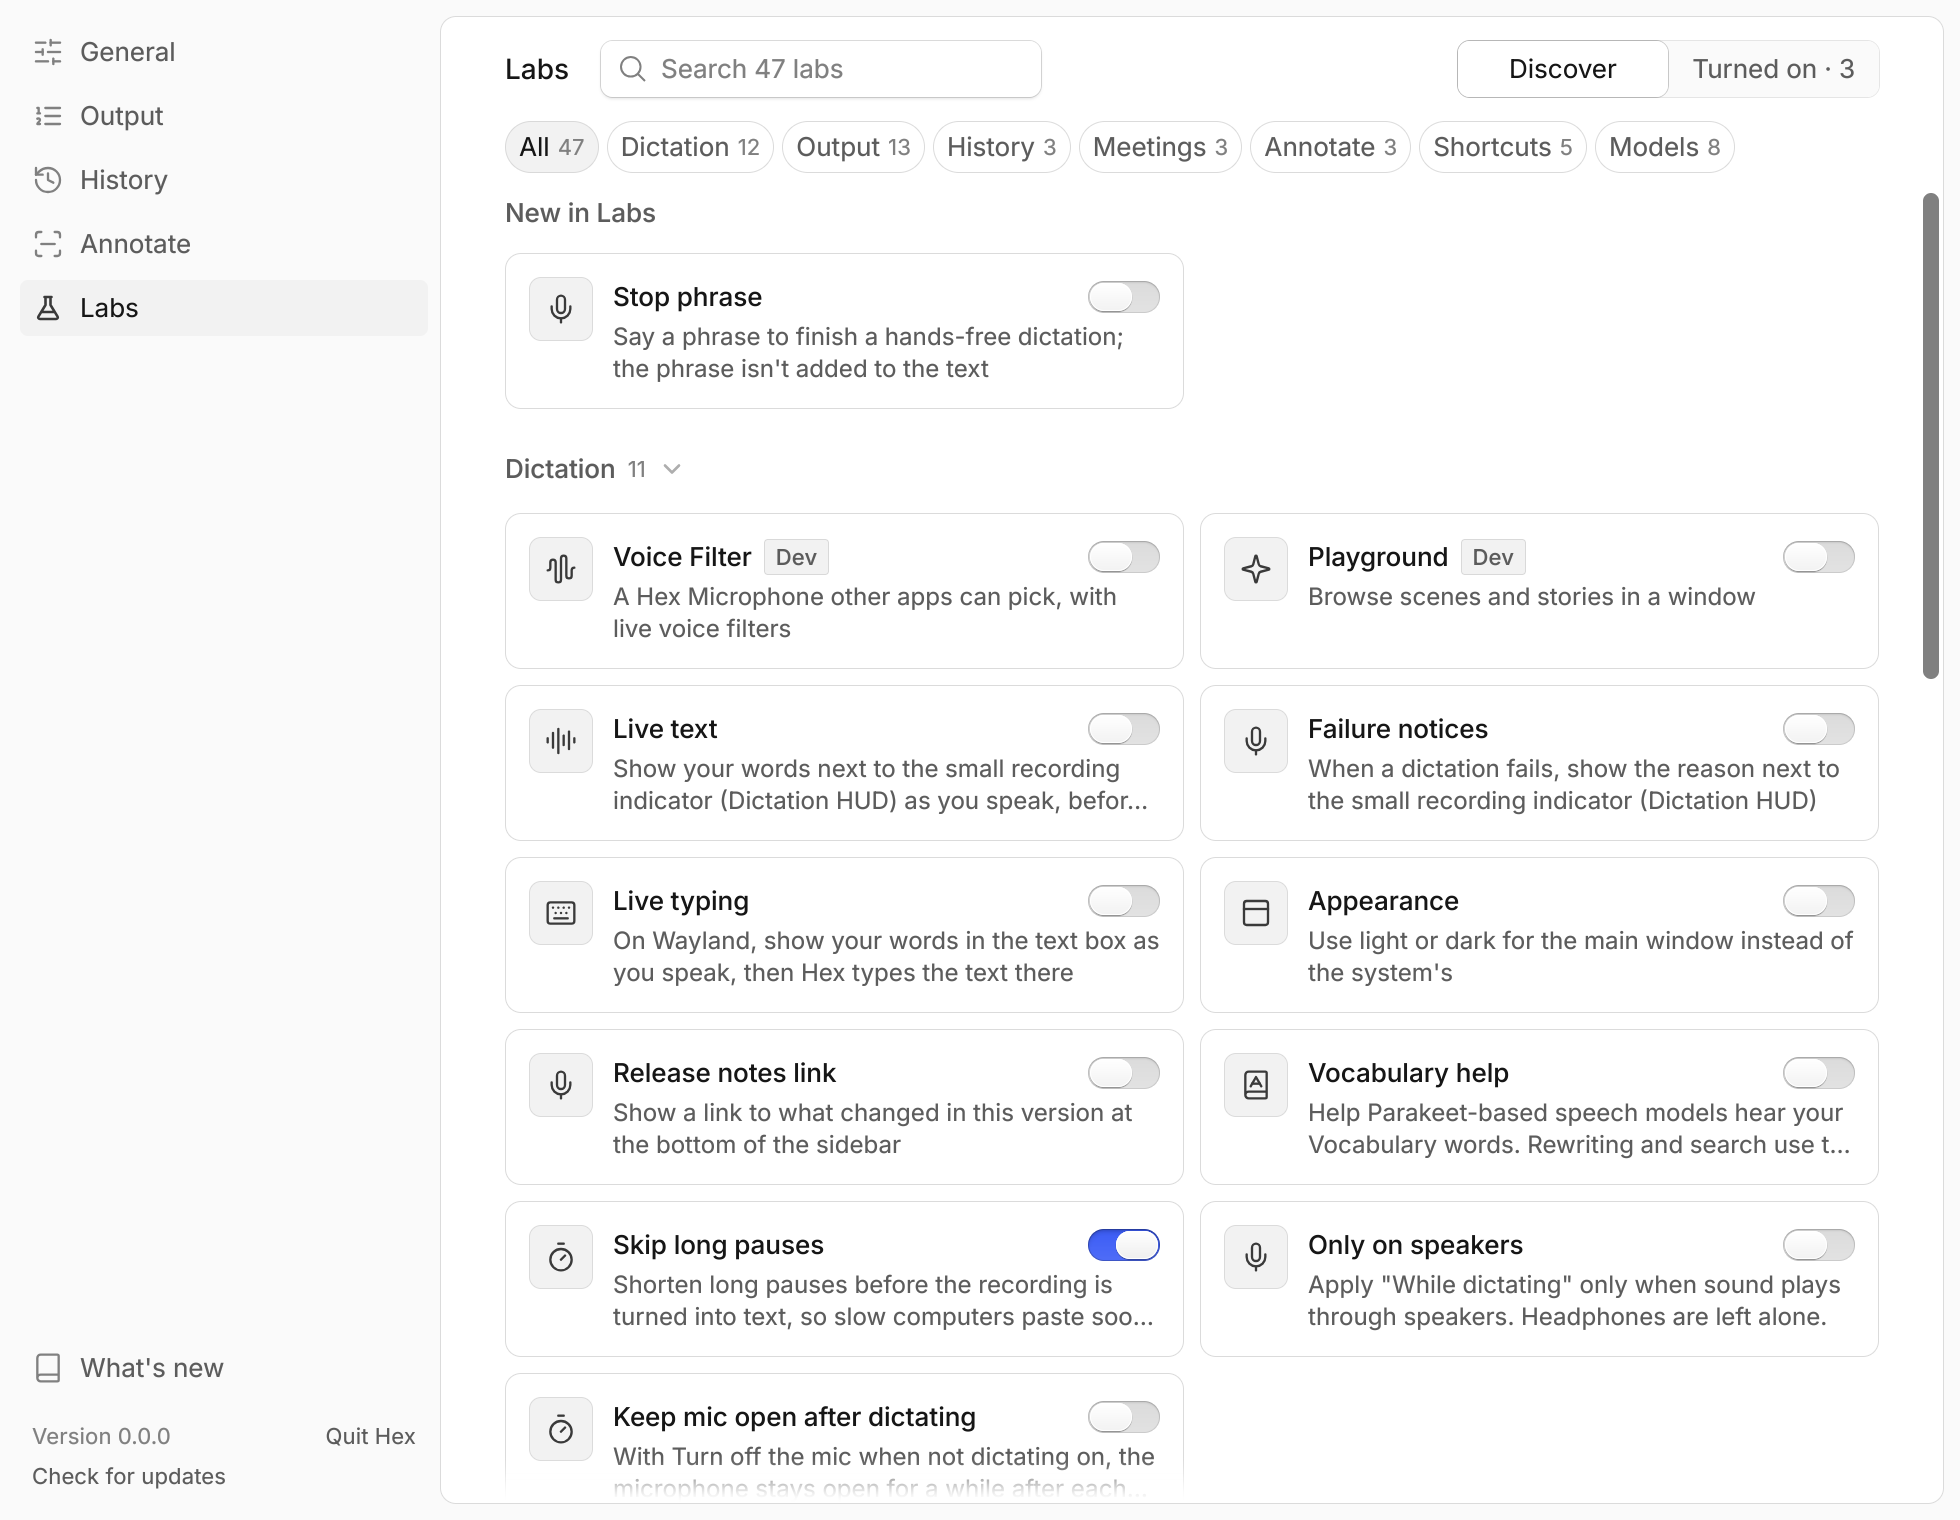 General
Output
History
Annotate
Labs
What's new
Version 0.0.0
Quit Hex
Check for updates
Labs
Search 47 labs
Discover
Turned on · 3
All 47
Dictation 12
Output 13
History 3
Meetings 3
Annotate 3
Shortcuts 5
Models 8
New in Labs
Stop phrase
Say a phrase to finish a hands-free dictation;
the phrase isn't added to the text
Dictation 11
Voice Filter Dev
A Hex Microphone other apps can pick, with
live voice filters
Playground Dev
Browse scenes and stories in a window
Live text
Show your words next to the small recording
indicator (Dictation HUD) as you speak, befor...
Failure notices
When a dictation fails, show the reason next to
the small recording indicator (Dictation HUD)
Live typing
On Wayland, show your words in the text box as
you speak, then Hex types the text there
Appearance
Use light or dark for the main window instead of
the system's
Release notes link
Show a link to what changed in this version at
the bottom of the sidebar
Vocabulary help
Help Parakeet-based speech models hear your
Vocabulary words. Rewriting and search use t...
Skip long pauses
Shorten long pauses before the recording is
turned into text, so slow computers paste soo...
Only on speakers
Apply "While dictating" only when sound plays
through speakers. Headphones are left alone.
Keep mic open after dictating
With Turn off the mic when not dictating on, the
microphone stays open for a while after each...